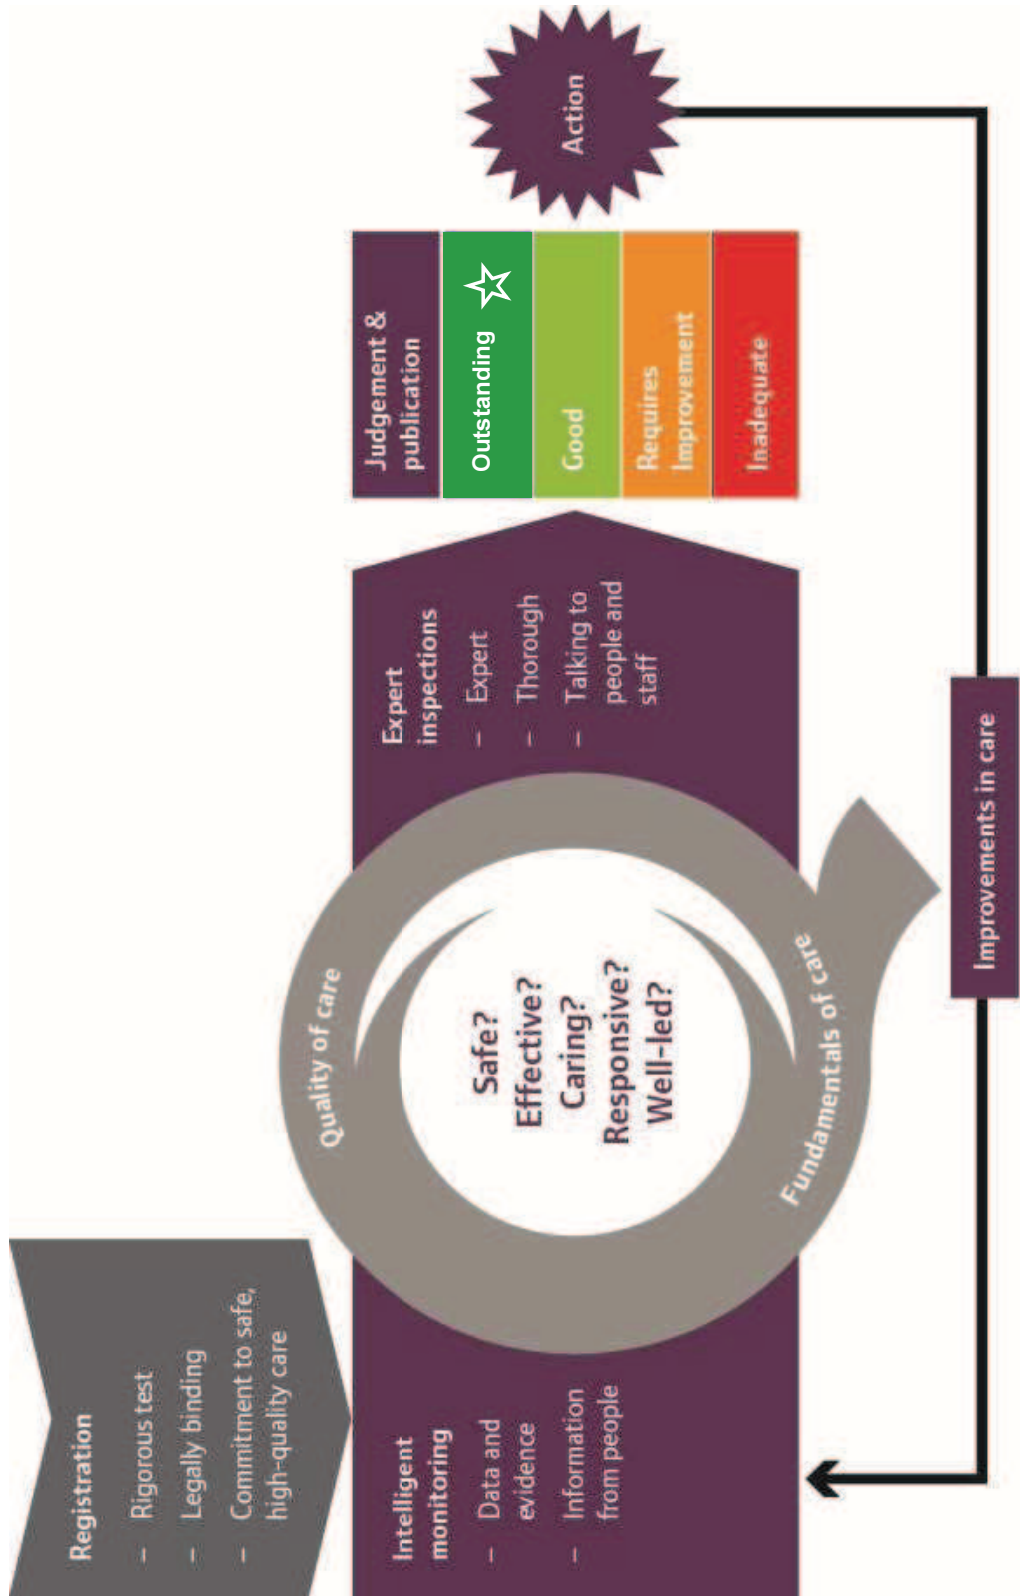 Registration
– Rigorous test
– Legally binding
– Commitment to safe,
high-quality care
Intelligent
monitoring
– Data and
evidence
– Information
from people
Quality of care
Safe?
Effective?
Caring?
Responsive?
Well-led?
Fundamentals of care
Expert
inspections
– Expert
– Thorough
– Talking to
people and
staff
Judgement &
publication
Outstanding
Good
Requires
Improvement
Inadequate
Action
Improvements in care